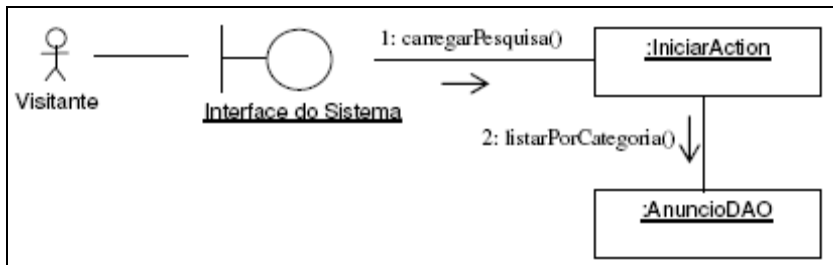 1: carregarPesquisa()
:IniciarAction
Visitante
Interface do Sistema
2: listarPorCategoria()
:AnuncioDAO